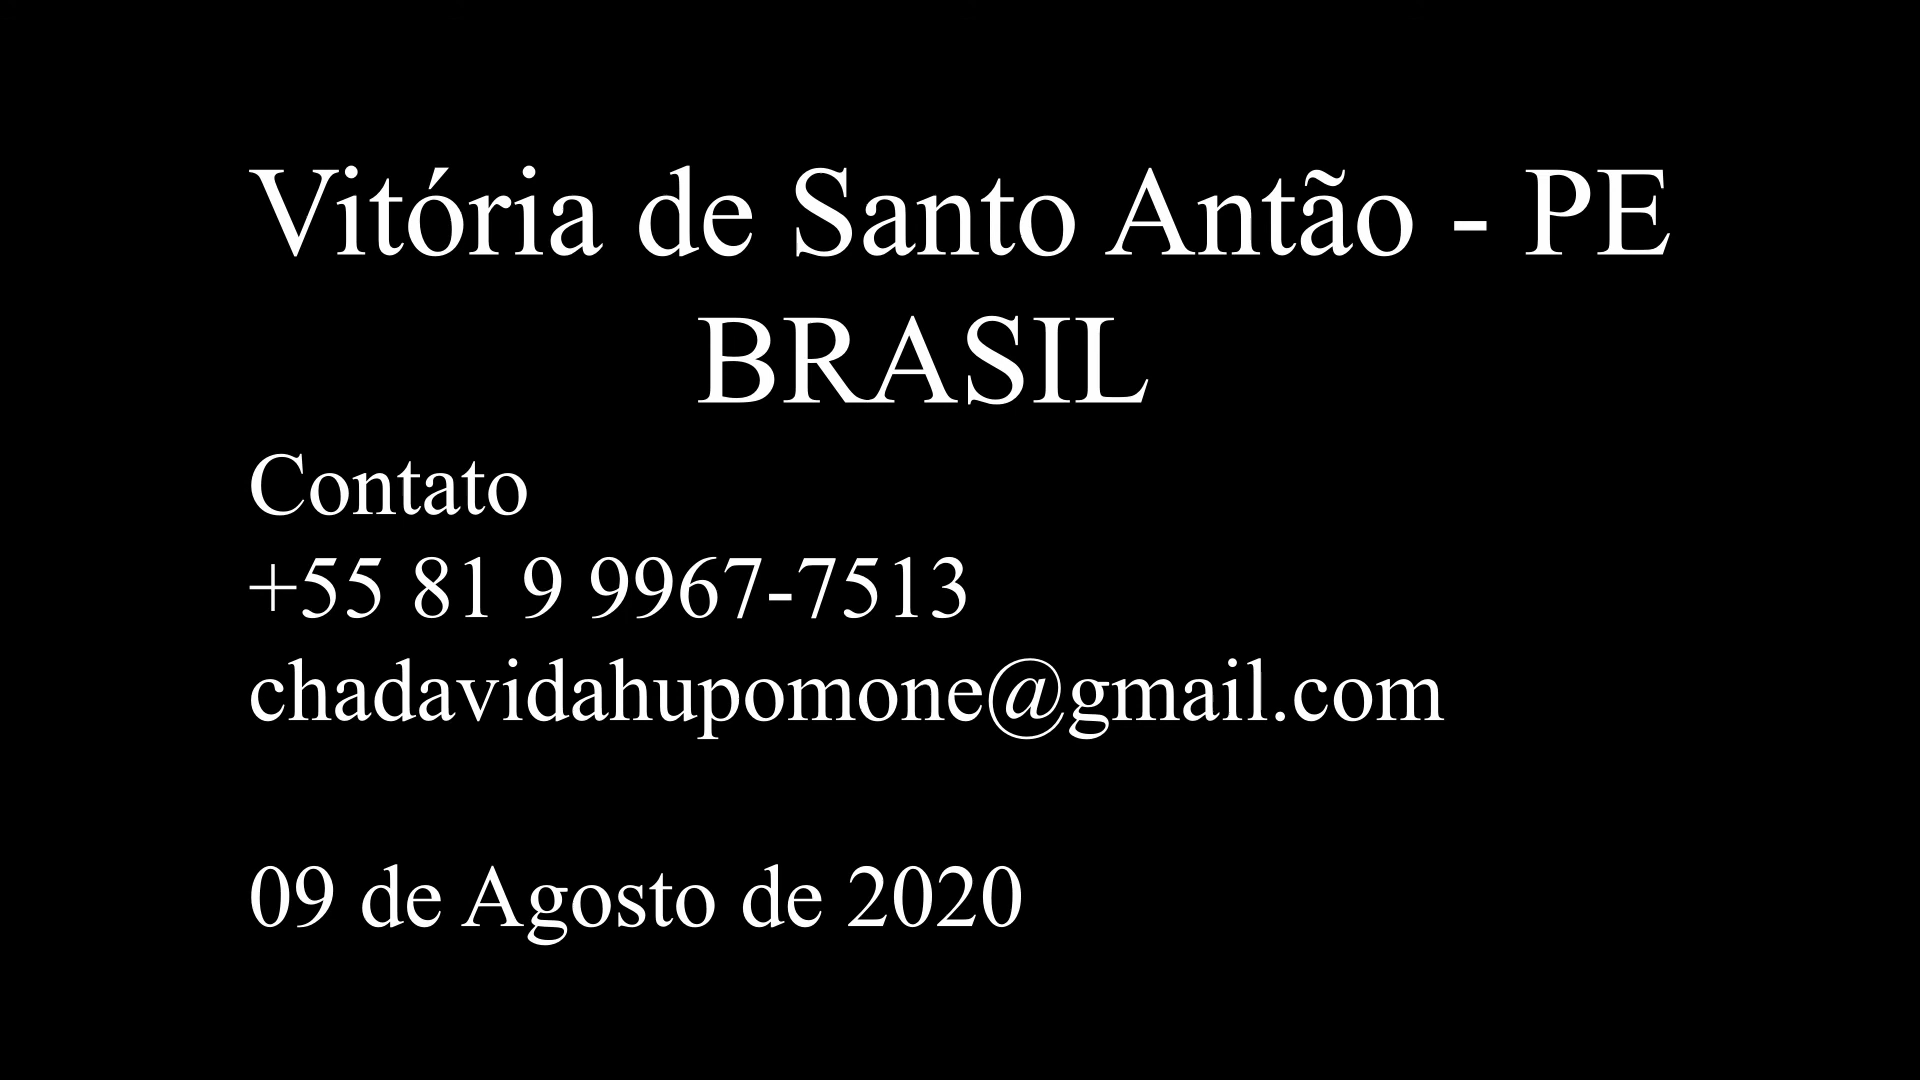 Vitória de Santo Antão - PE
BRASIL
Contato
+55 81 9 9967-7513
chadavidahupomone@gmail.com
09 de Agosto de 2020